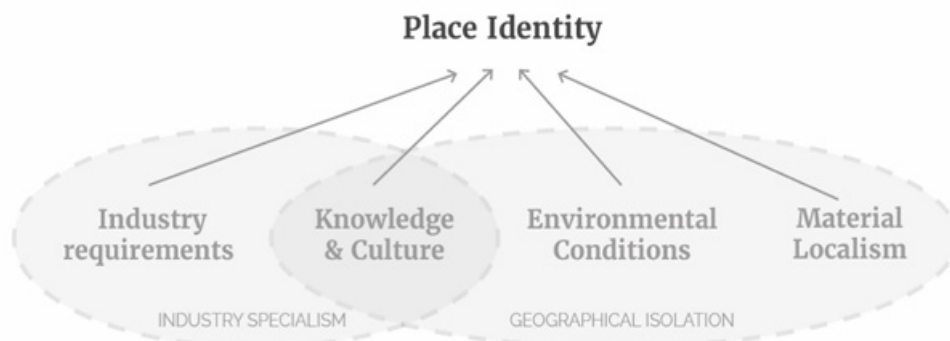 Place Identity
Industry
requirements
Knowledge
& Culture
Environmental
Conditions
Material
Localism
INDUSTRY SPECIALISM
GEOGRAPHICAL ISOLATION